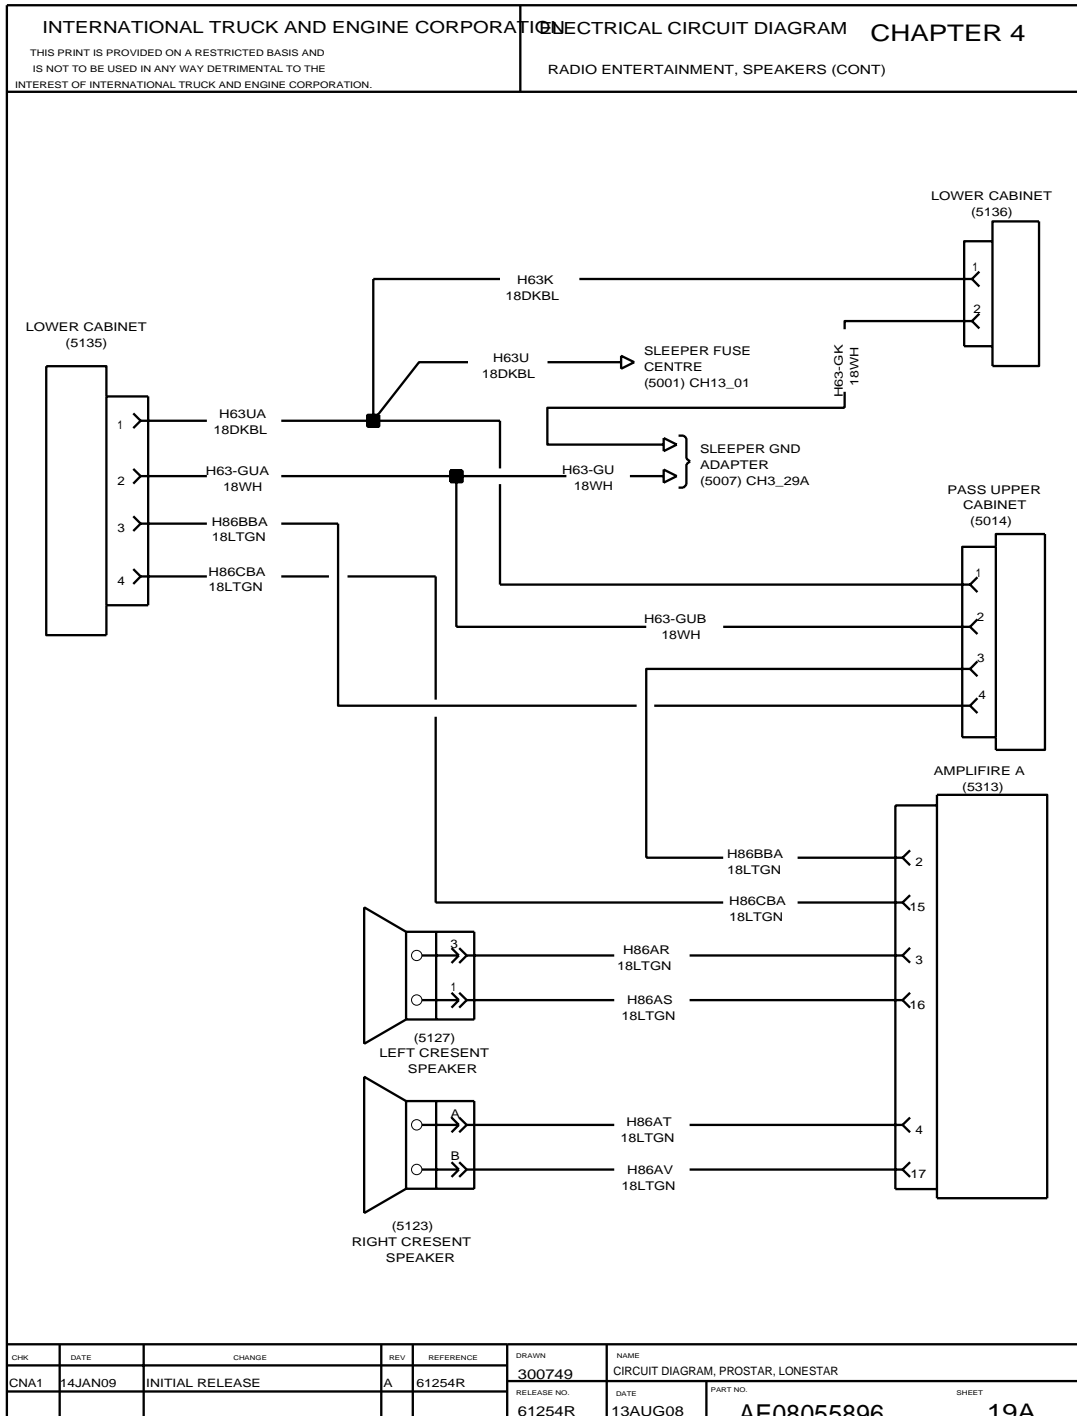 INTERNATIONAL TRUCK AND ENGINE CORPORATION
THIS PRINT IS PROVIDED ON A RESTRICTED BASIS AND
IS NOT TO BE USED IN ANY WAY DETRIMENTAL TO THE
INTEREST OF INTERNATIONAL TRUCK AND ENGINE CORPORATION.
ELECTRICAL CIRCUIT DIAGRAM
CHAPTER 4
RADIO ENTERTAINMENT, SPEAKERS (CONT)
LOWER CABINET
(5136)
1
2
H63K
18DKBL
LOWER CABINET
(5135)
1
2
3
4
H63U
18DKBL
SLEEPER FUSE
CENTRE
(5001) CH13_01
H63-GK
18WH
H63UA
18DKBL
H63-GUA
18WH
H63-GU
18WH
SLEEPER GND
ADAPTER
(5007) CH3_29A
H86BBA
18LTGN
H86CBA
18LTGN
PASS UPPER
CABINET
(5014)
1
2
3
4
H63-GUB
18WH
AMPLIFIRE A
(5313)
H86BBA
18LTGN
2
H86CBA
18LTGN
15
3
H86AR
18LTGN
3
1
H86AS
18LTGN
16
(5127)
LEFT CRESENT
SPEAKER
A
H86AT
18LTGN
4
B
H86AV
18LTGN
17
(5123)
RIGHT CRESENT
SPEAKER
CHK DATE CHANGE REV REFERENCE
CNA1 14JAN09 INITIAL RELEASE A 61254R
DRAWN
300749
NAME
CIRCUIT DIAGRAM, PROSTAR, LONESTAR
RELEASE NO.
61254R
DATE
13AUG08
PART NO.
AE08055896
SHEET
19A